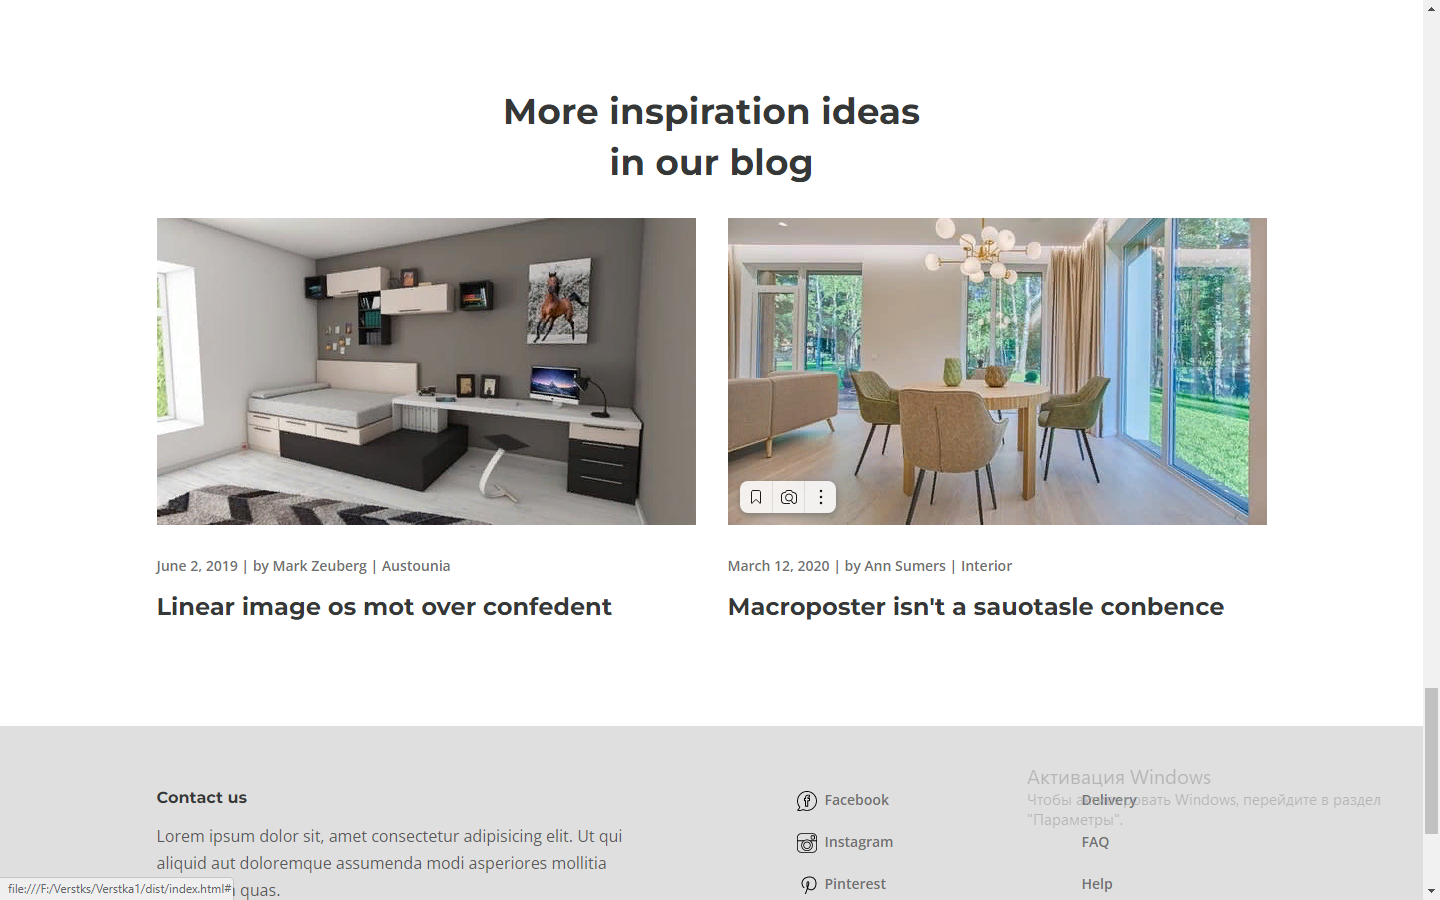 More inspiration ideas
in our blog
June 2, 2019 | by Mark Zeuberg | Austounia
Linear image os mot over confedent
March 12, 2020 | by Ann Sumers | Interior
Macroposter isn't a sauotasle conbence
Contact us
Lorem ipsum dolor sit, amet consectetur adipisicing elit. Ut qui
aliquid aut doloremque assumenda modi asperiores mollitia
quas.
Facebook
Instagram
Pinterest
Delivery
FAQ
Help
Активация Windows
Чтобы активировать Windows, перейдите в раздел
"Параметры".
file:///F:/Verstks/Verstka1/dist/index.html#